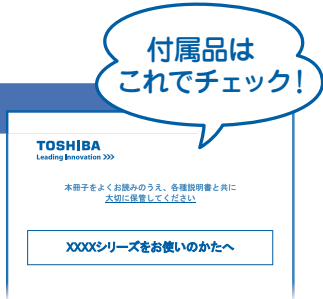 付属品は
これでチェック!
TOSHIBA
Leading Innovation >>>
本冊子をよくお読みのうえ、各種説明書と共に
大切に保管してください
XXXXシリーズをお使いのかたへ